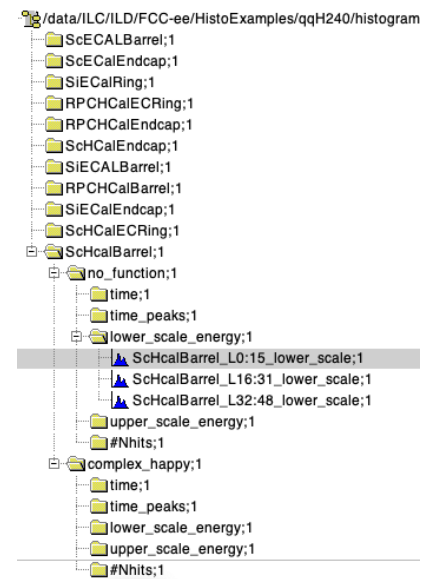 /data/ILC/ILD/FCC-ee/HistoExamples/qqH240/histogram
ScECALBarrel;1
ScECalEndcap;1
SiECalRing;1
RPCHCalECRing;1
RPCHCalEndcap;1
ScHCalEndcap;1
SiECALBarrel;1
RPCHCalBarrel;1
SiECalEndcap;1
ScHCalECRing;1
ScHcalBarrel;1
no_function;1
time;1
time_peaks;1
lower_scale_energy;1
ScHcalBarrel_L0:15_lower_scale;1
ScHcalBarrel_L16:31_lower_scale;1
ScHcalBarrel_L32:48_lower_scale;1
upper_scale_energy;1
#Nhits;1
complex_happy;1
time;1
time_peaks;1
lower_scale_energy;1
upper_scale_energy;1
#Nhits;1